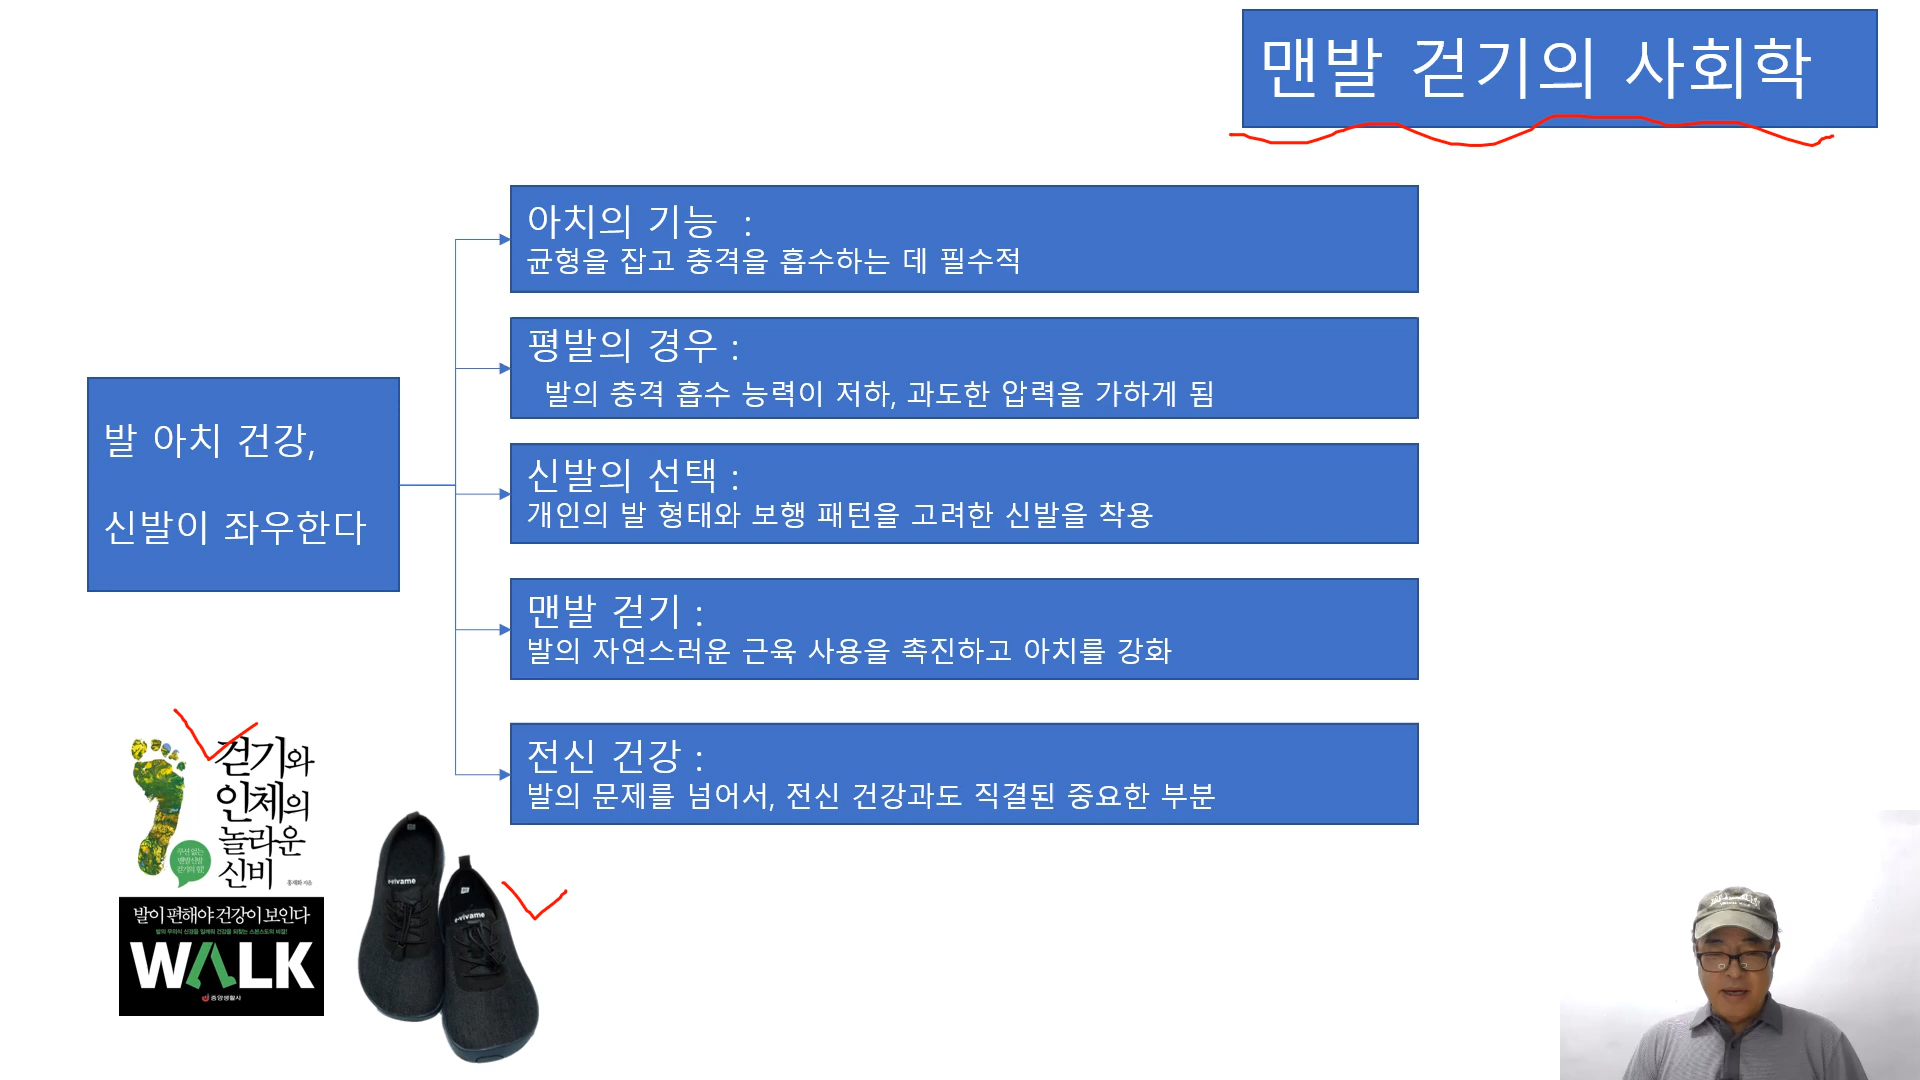 맨발 걷기의 사회학
발 아치 건강,
신발이 좌우한다
아치의 기능 :
균형을 잡고 충격을 흡수하는 데 필수적
평발의 경우 :
발의 충격 흡수 능력이 저하, 과도한 압력을 가하게 됨
신발의 선택 :
개인의 발 형태와 보행 패턴을 고려한 신발을 착용
맨발 걷기 :
발의 자연스러운 근육 사용을 촉진하고 아치를 강화
전신 건강 :
발의 문제를 넘어서, 전신 건강과도 직결된 중요한 부분
걷기와
인체의
놀라운
신비
발이 편해야 건강이 보인다
WALK
중앙생활사
e-vivame